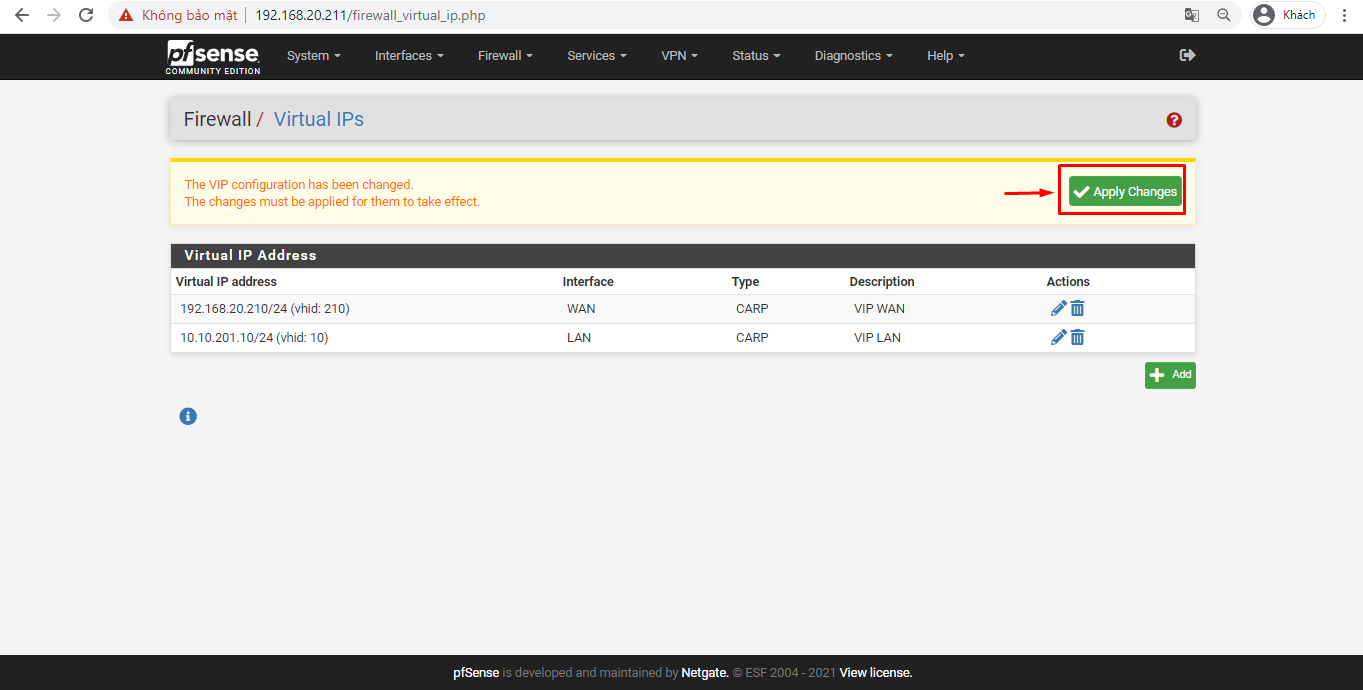 Không bảo mật 192.168.20.211/firewall_virtual_ip.php Khách
pfsense
COMMUNITY EDITION
System Interfaces Firewall Services VPN Status Diagnostics Help
Firewall / Virtual IPs
The VIP configuration has been changed.
The changes must be applied for them to take effect.
Apply Changes
Virtual IP Address
Virtual IP address Interface Type Description Actions
192.168.20.210/24 (vhid: 210) WAN CARP VIP WAN
10.10.201.10/24 (vhid: 10) LAN CARP VIP LAN
Add
pfSense is developed and maintained by Netgate. © ESF 2004 - 2021 View license.